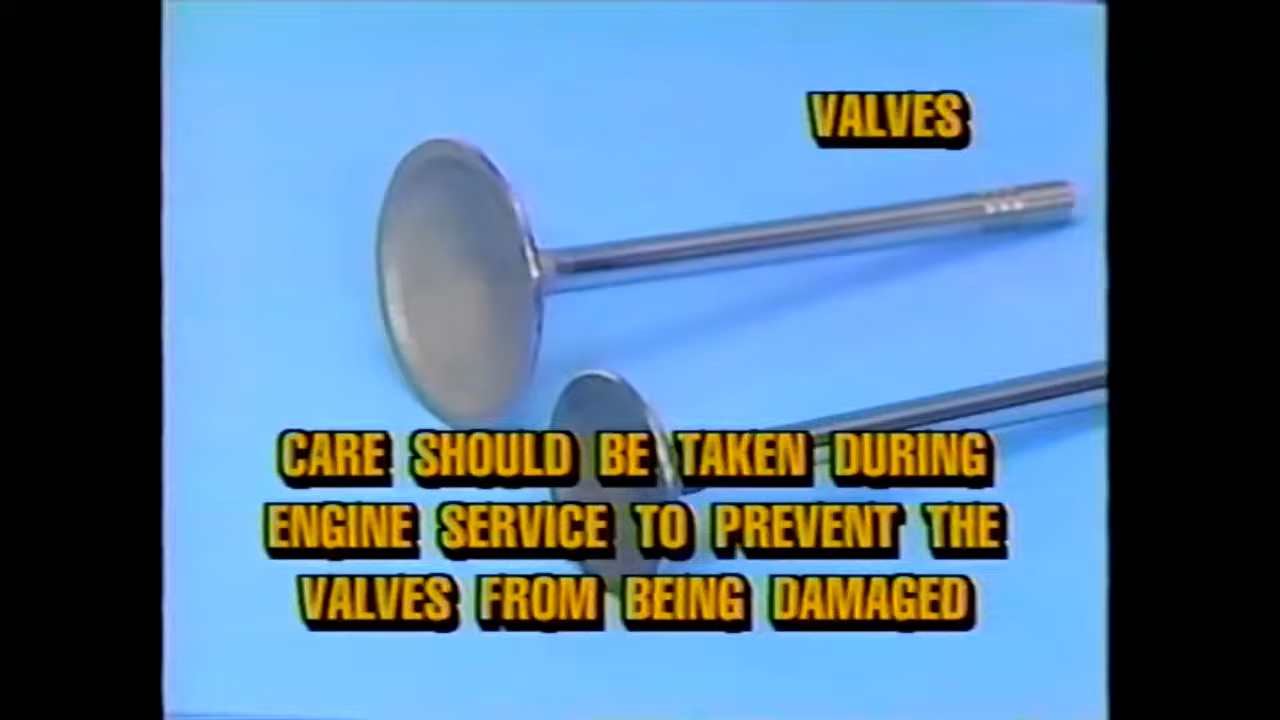 VALVES
CARE SHOULD BE TAKEN DURING
ENGINE SERVICE TO PREVENT THE
VALVES FROM BEING DAMAGED